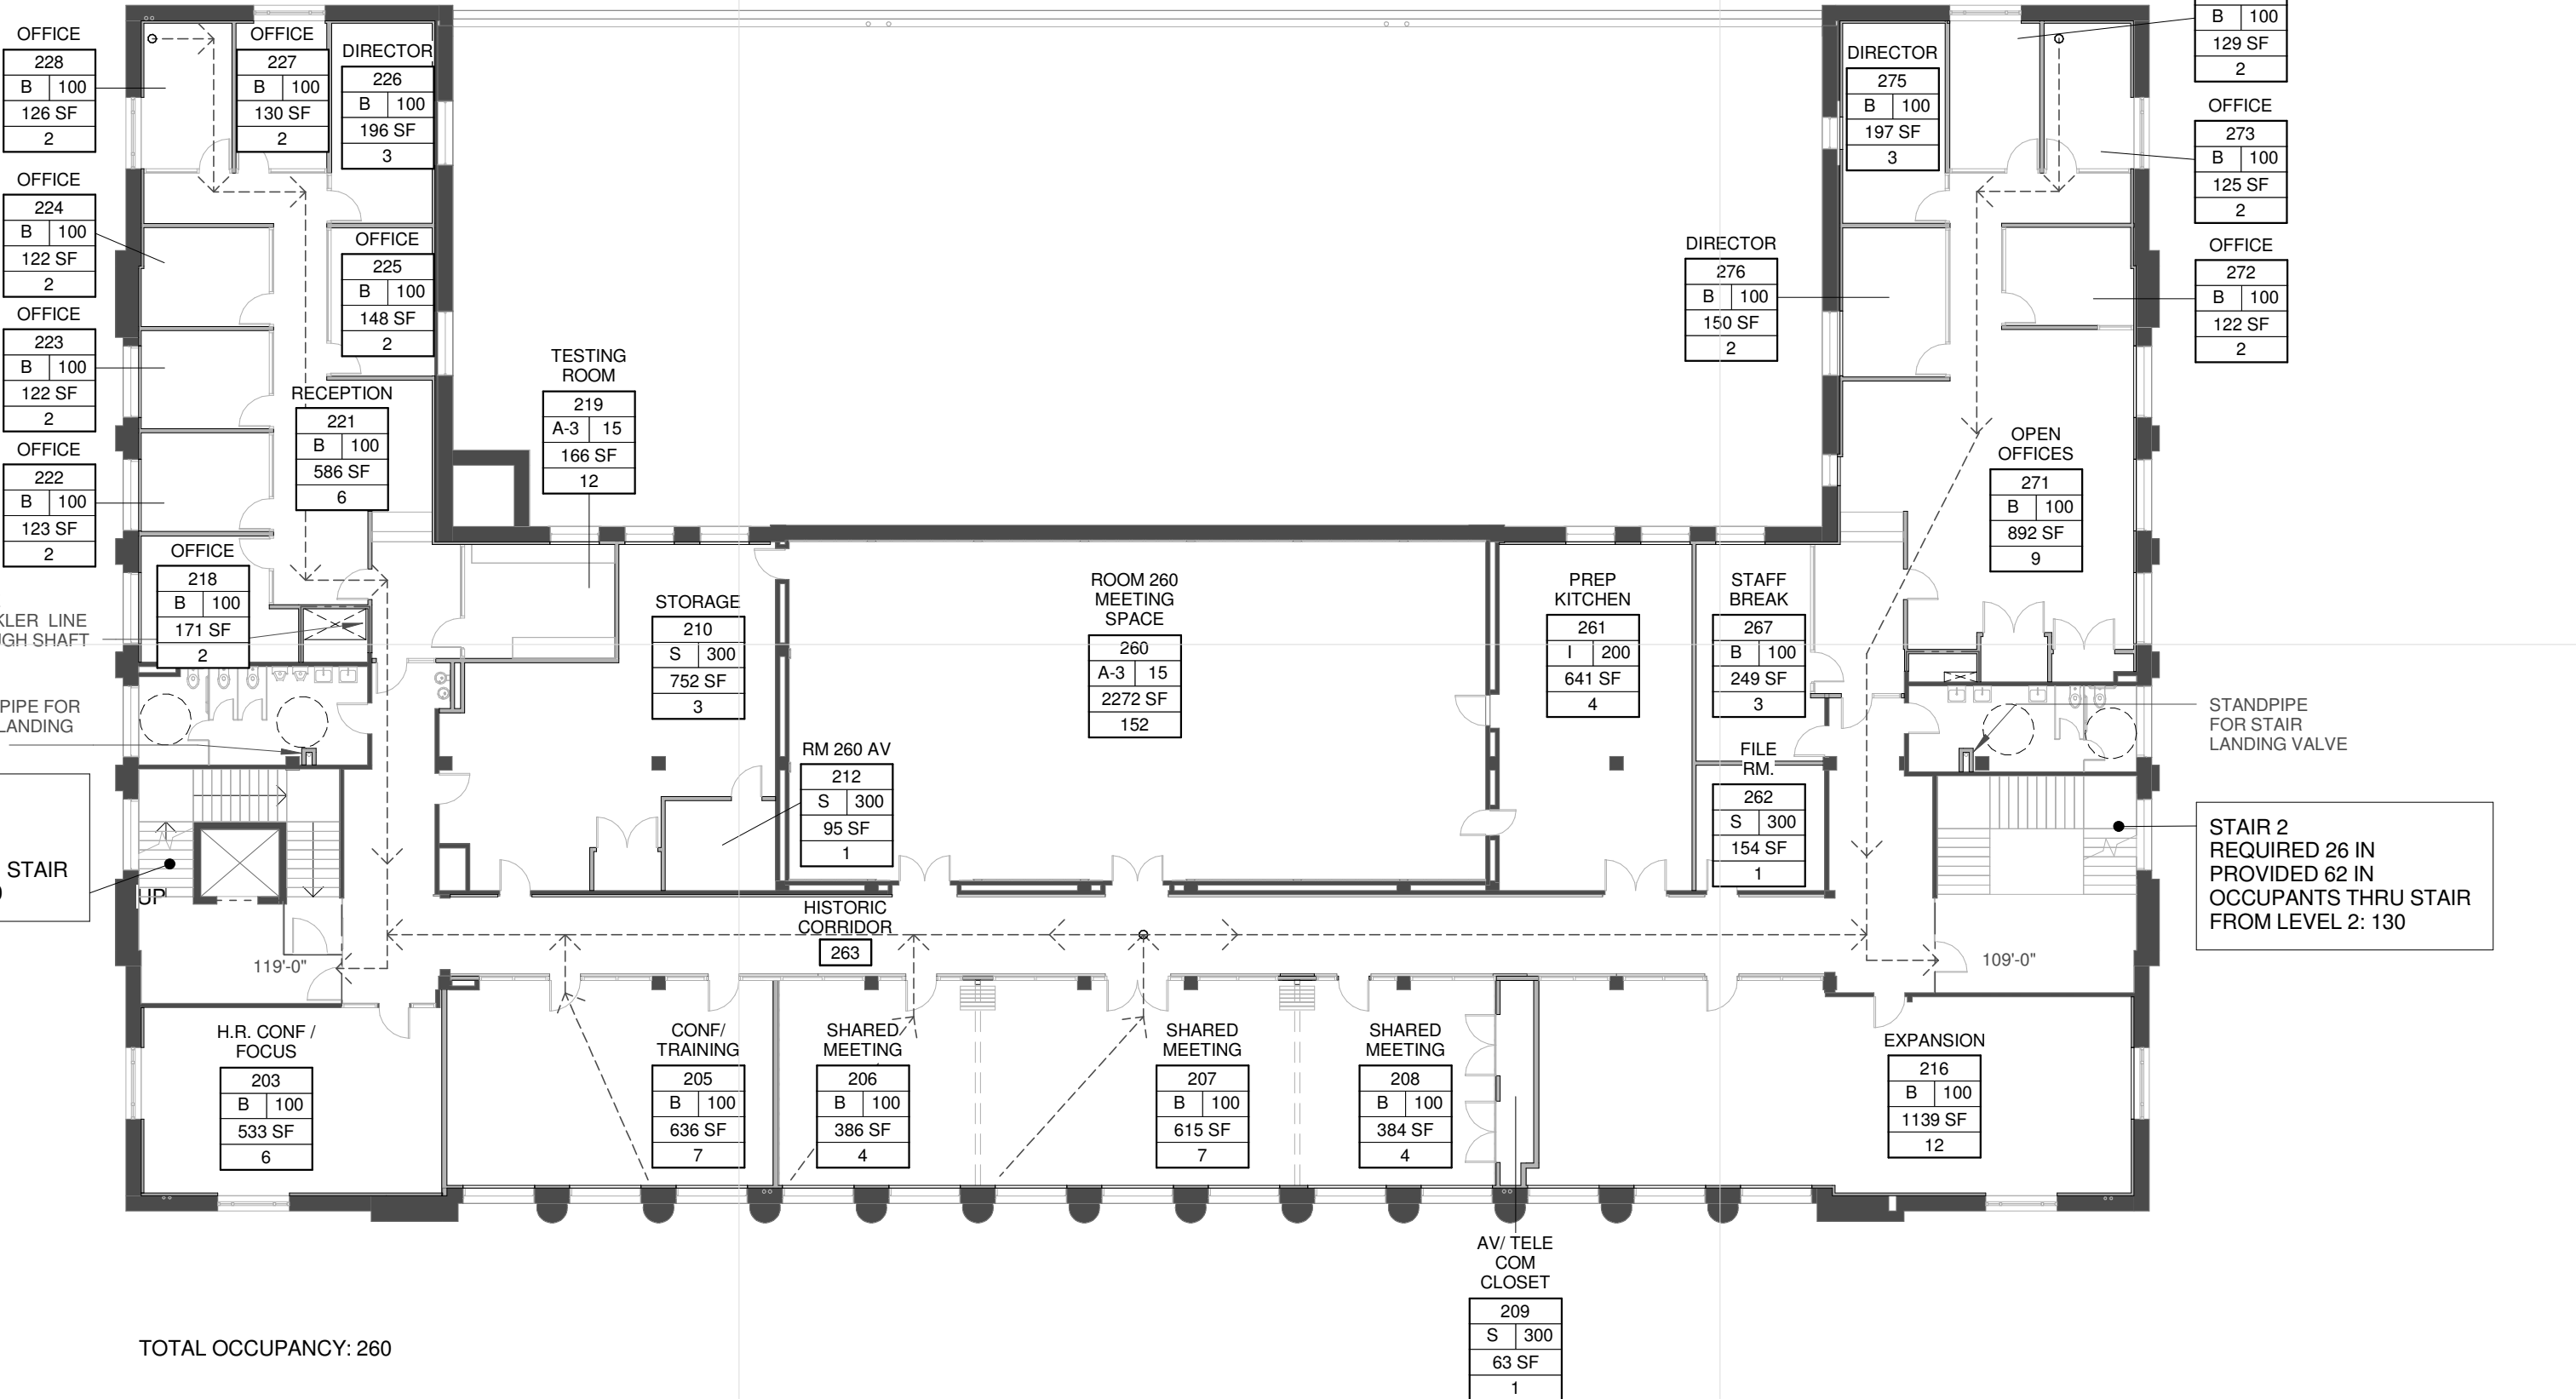 OFFICE
228
B 100
126 SF
2
OFFICE
227
B 100
130 SF
2
DIRECTOR
226
B 100
196 SF
3
OFFICE
224
B 100
122 SF
2
OFFICE
225
B 100
148 SF
2
OFFICE
223
B 100
122 SF
2
RECEPTION
221
B 100
586 SF
6
OFFICE
222
B 100
123 SF
2
OFFICE
218
B 100
171 SF
2
KLER LINE
UGH SHAFT
PIPE FOR
LANDING
STAIR
UP
119'-0"
TESTING
ROOM
219
A-3 15
166 SF
12
STORAGE
210
S 300
752 SF
3
RM 260 AV
212
S 300
95 SF
1
ROOM 260
MEETING
SPACE
260
A-3 15
2272 SF
152
PREP
KITCHEN
261
I 200
641 SF
4
STAFF
BREAK
267
B 100
249 SF
3
FILE
RM.
262
S 300
154 SF
1
DIRECTOR
275
B 100
197 SF
3
B 100
129 SF
2
OFFICE
273
B 100
125 SF
2
DIRECTOR
276
B 100
150 SF
2
OFFICE
272
B 100
122 SF
2
OPEN
OFFICES
271
B 100
892 SF
9
STANDPIPE
FOR STAIR
LANDING VALVE
STAIR 2
REQUIRED 26 IN
PROVIDED 62 IN
OCCUPANTS THRU STAIR
FROM LEVEL 2: 130
109'-0"
HISTORIC
CORRIDOR
263
H.R. CONF /
FOCUS
203
B 100
533 SF
6
CONF/
TRAINING
205
B 100
636 SF
7
SHARED
MEETING
206
B 100
386 SF
4
SHARED
MEETING
207
B 100
615 SF
7
SHARED
MEETING
208
B 100
384 SF
4
EXPANSION
216
B 100
1139 SF
12
AV/ TELE
COM
CLOSET
209
S 300
63 SF
1
TOTAL OCCUPANCY: 260